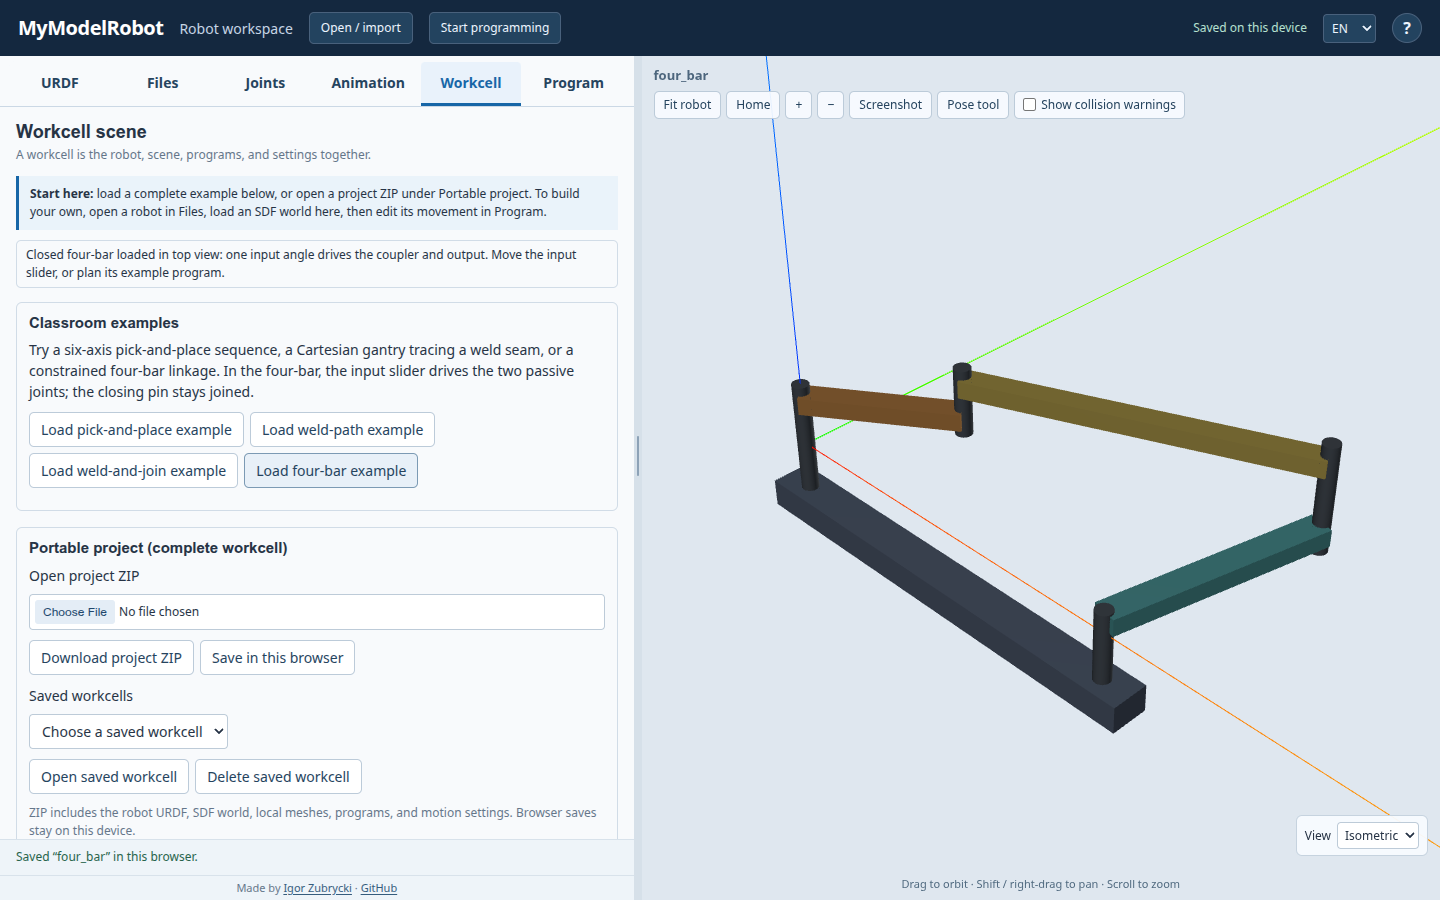 MyModelRobot Robot workspace Open / import Start programming Saved on this device EN ?
URDF Files Joints Animation Workcell Program
Workcell scene
A workcell is the robot, scene, programs, and settings together.
Start here: load a complete example below, or open a project ZIP under Portable project. To build
your own, open a robot in Files, load an SDF world here, then edit its movement in Program.
Closed four-bar loaded in top view: one input angle drives the coupler and output. Move the input
slider, or plan its example program.
Classroom examples
Try a six-axis pick-and-place sequence, a Cartesian gantry tracing a weld seam, or a
constrained four-bar linkage. In the four-bar, the input slider drives the two passive
joints; the closing pin stays joined.
Load pick-and-place example Load weld-path example
Load weld-and-join example Load four-bar example
Portable project (complete workcell)
Open project ZIP
Choose File No file chosen
Download project ZIP Save in this browser
Saved workcells
Choose a saved workcell
Open saved workcell Delete saved workcell
ZIP includes the robot URDF, SDF world, local meshes, programs, and motion settings. Browser saves
stay on this device.
Saved “four_bar” in this browser.
Made by Igor Zubrycki · GitHub
four_bar
Fit robot Home + − Screenshot Pose tool Show collision warnings
View Isometric
Drag to orbit · Shift / right-drag to pan · Scroll to zoom